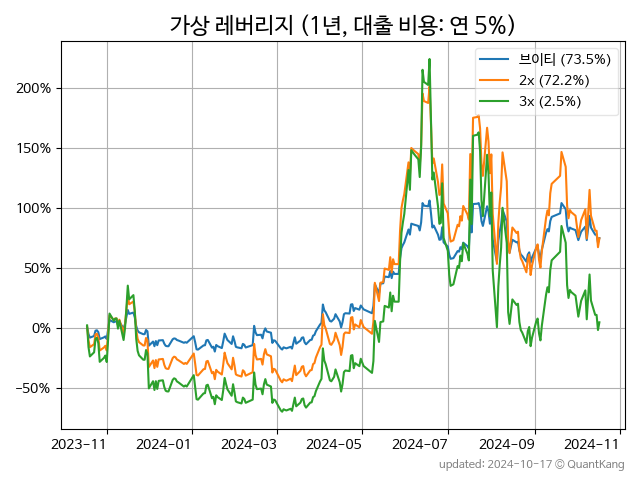 가상 레버리지 (1년, 대출 비용: 연 5%)
브이티 (73.5%)
2x (72.2%)
3x (2.5%)
200%
150%
100%
50%
0%
−50%
2023-11
2024-01
2024-03
2024-05
2024-07
2024-09
2024-11
updated: 2024-10-17 © QuantKang